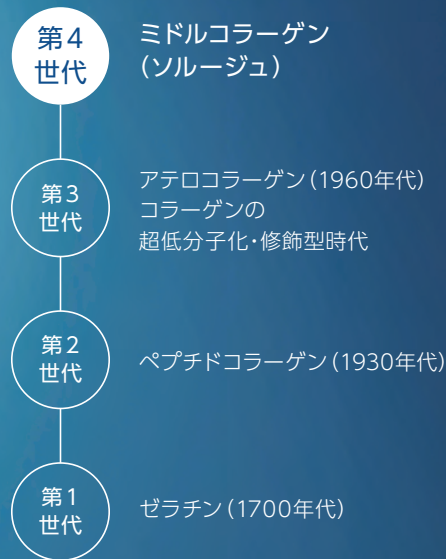 第4
世代
ミドルコラーゲン
(ソルージュ)
第3
世代
アテロコラーゲン(1960年代)
コラーゲンの
超低分子化・修飾型時代
第2
世代
ペプチドコラーゲン(1930年代)
第1
世代
ゼラチン(1700年代)